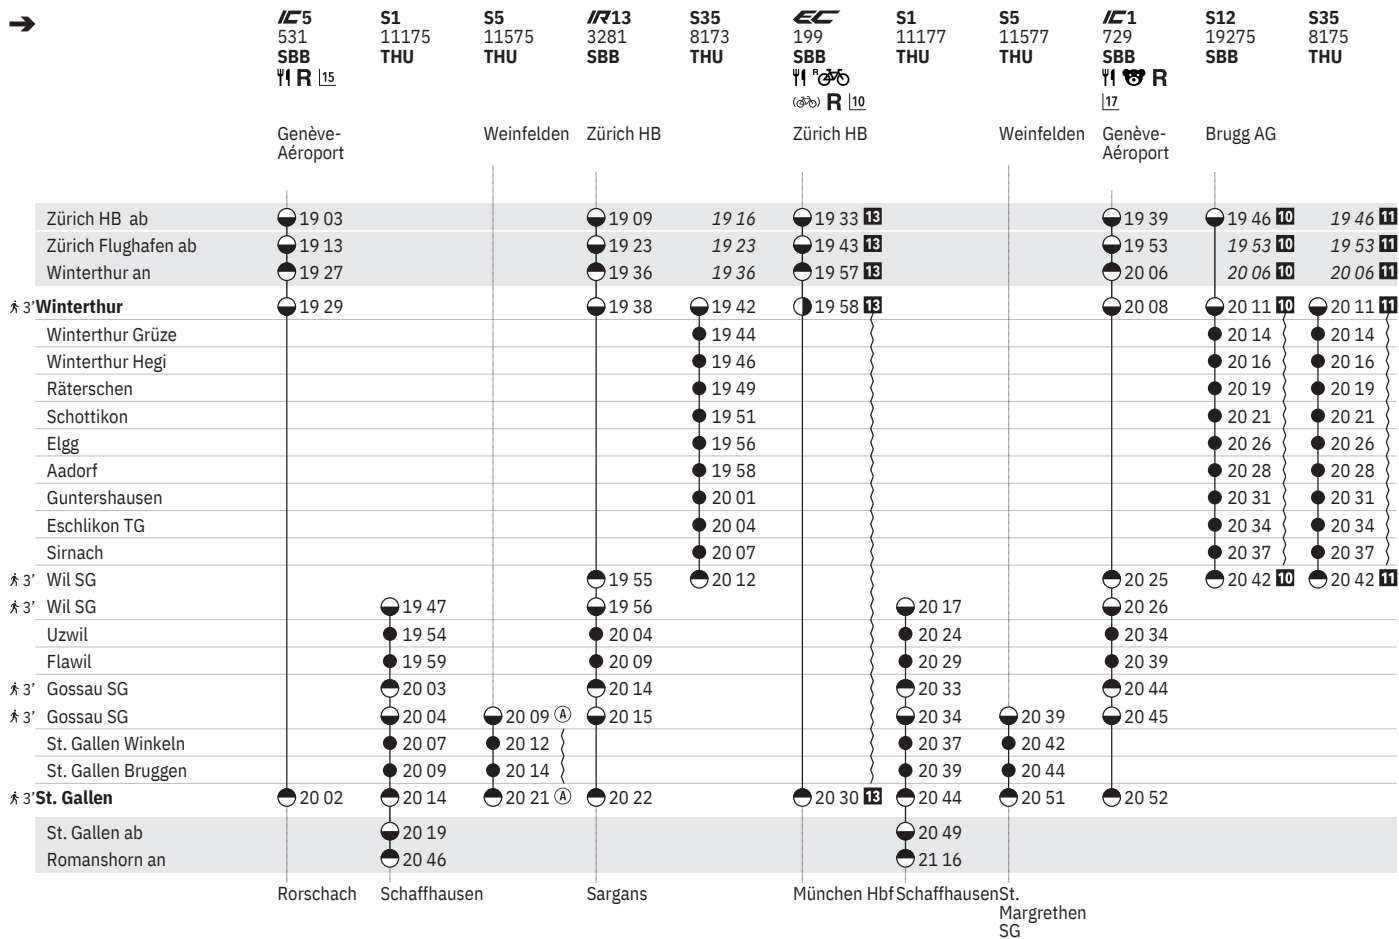 IC5 S1 S5 IR13 S35 EC S1 S5 IC1 S12 S35
531 11175 11575 3281 8173 199 11177 11577 729 19275 8175
SBB THU THU SBB THU SBB THU THU SBB SBB THU
R 15 R R
R 10 17
Genève- Weinfelden Zürich HB Zürich HB Weinfelden Genève- Brugg AG
Aéroport Aéroport
Zürich HB ab 19 03 19 09 19 16 19 33 13 19 39 19 46 10 19 46 11
Zürich Flughafen ab 19 13 19 23 19 23 19 43 13 19 53 19 53 10 19 53 11
Winterthur an 19 27 19 36 19 36 19 57 13 20 06 20 06 10 20 06 11
3' Winterthur 19 29 19 38 19 42 19 58 13 20 08 20 11 10 20 11 11
Winterthur Grüze 19 44 20 14 20 14
Winterthur Hegi 19 46 20 16 20 16
Räterschen 19 49 20 19 20 19
Schottikon 19 51 20 21 20 21
Elgg 19 56 20 26 20 26
Aadorf 19 58 20 28 20 28
Guntershausen 20 01 20 31 20 31
Eschlikon TG 20 04 20 34 20 34
Sirnach 20 07 20 37 20 37
3' Wil SG 19 55 20 12 20 25 20 42 10 20 42 11
3' Wil SG 19 47 19 56 20 17 20 26
Uzwil 19 54 20 04 20 24 20 34
Flawil 19 59 20 09 20 29 20 39
3' Gossau SG 20 03 20 14 20 33 20 44
3' Gossau SG 20 04 20 09 A 20 15 20 34 20 39 20 45
St. Gallen Winkeln 20 07 20 12 20 37 20 42
St. Gallen Bruggen 20 09 20 14 20 39 20 44
3' St. Gallen 20 02 20 14 20 21 A 20 22 20 30 13 20 44 20 51 20 52
St. Gallen ab 20 19 20 49
Romanshorn an 20 46 21 16
Rorschach Schaffhausen Sargans München Hbf Schaffhausen St.
Margrethen
SG